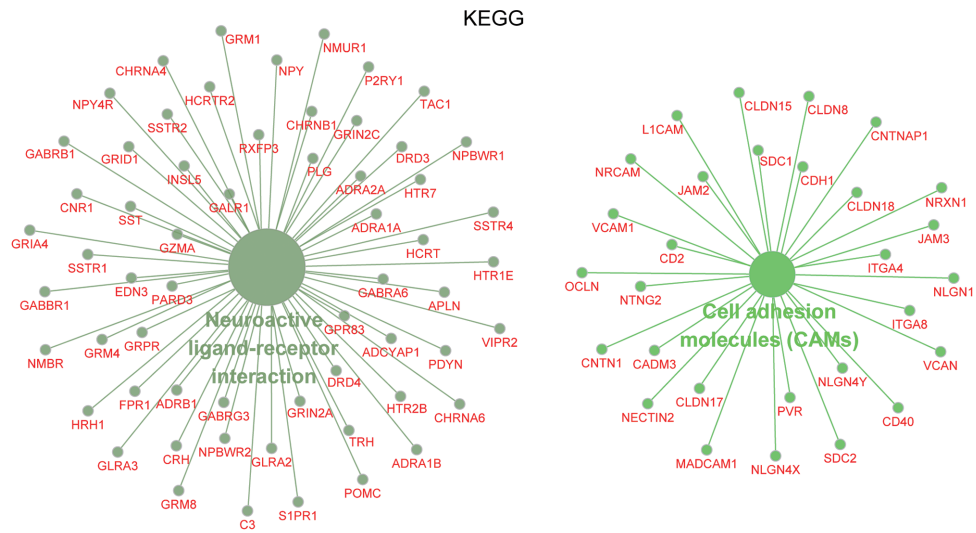 KEGG
GRM1
NMUR1
CHRNA4
NPY
P2RY1
NPY4R
HCRTR2
TAC1
SSTR2
CHRNB1
GRIN2C
GABRB1
GRID1
RXFP3
DRD3
NPBWR1
INSL5
PLG
ADRA2A
HTR7
CNR1
SST
GALR1
ADRA1A
SSTR4
GRIA4
GZMA
HCRT
SSTR1
HTR1E
GABBR1
EDN3
PARD3
GABRA6
APLN
Neuroactive
ligand-receptor
interaction
GPR83
VIPR2
NMBR
GRM4
GRPR
ADCYAP1
PDYN
DRD4
HRH1
FPR1
ADRB1
GABRG3
GRIN2A
HTR2B
CHRNA6
GLRA3
CRH
NPBWR2
GLRA2
TRH
ADRA1B
GRM8
C3
S1PR1
POMC
CLDN15
CLDN8
L1CAM
CNTNAP1
SDC1
NRCAM
JAM2
CDH1
CLDN18
NRXN1
VCAM1
CD2
JAM3
ITGA4
OCLN
NTNG2
NLGN1
Cell adhesion
molecules (CAMs)
ITGA8
CNTN1
CADM3
NLGN4Y
VCAN
NECTIN2
CLDN17
PVR
CD40
MADCAM1
NLGN4X
SDC2